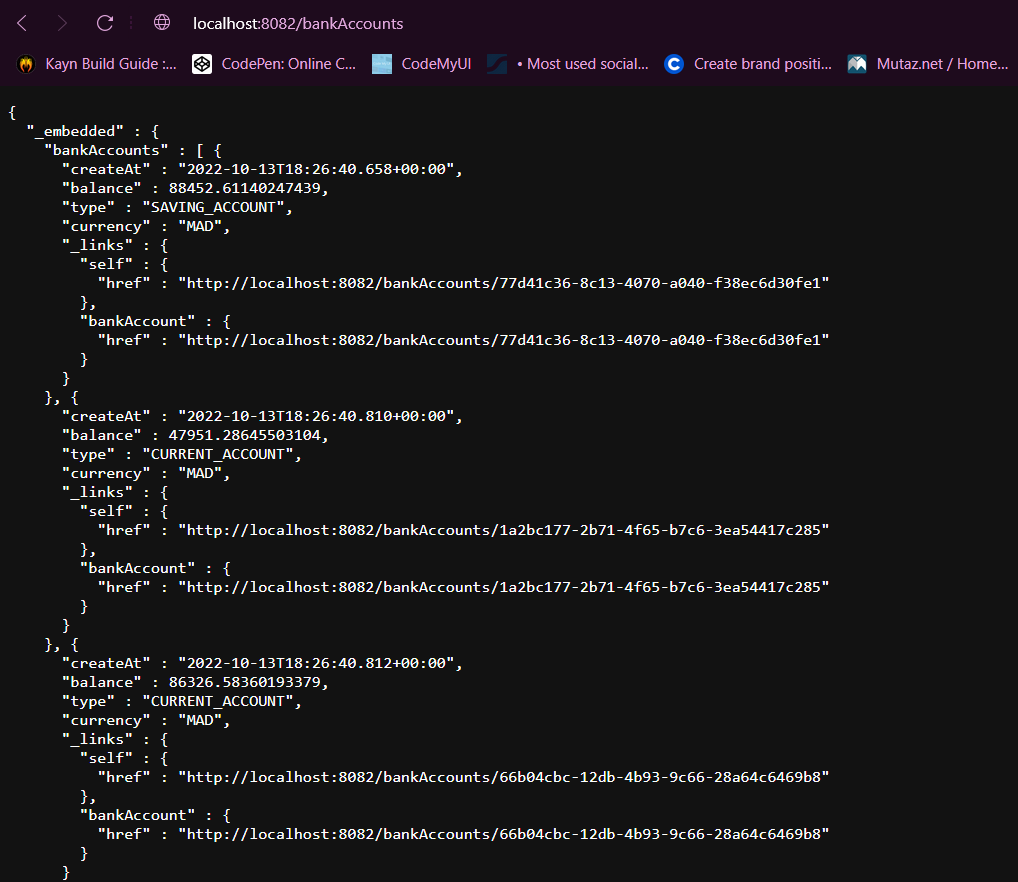 localhost:8082/bankAccounts
Kayn Build Guide :... CodePen: Online C... CodeMyUI • Most used social... Create brand positi... Mutaz.net / Home...
{
  "_embedded" : {
    "bankAccounts" : [ {
      "createAt" : "2022-10-13T18:26:40.658+00:00",
      "balance" : 88452.61140247439,
      "type" : "SAVING_ACCOUNT",
      "currency" : "MAD",
      "_links" : {
        "self" : {
          "href" : "http://localhost:8082/bankAccounts/77d41c36-8c13-4070-a040-f38ec6d30fe1"
        },
        "bankAccount" : {
          "href" : "http://localhost:8082/bankAccounts/77d41c36-8c13-4070-a040-f38ec6d30fe1"
        }
      }
    }, {
      "createAt" : "2022-10-13T18:26:40.810+00:00",
      "balance" : 47951.28645503104,
      "type" : "CURRENT_ACCOUNT",
      "currency" : "MAD",
      "_links" : {
        "self" : {
          "href" : "http://localhost:8082/bankAccounts/1a2bc177-2b71-4f65-b7c6-3ea54417c285"
        },
        "bankAccount" : {
          "href" : "http://localhost:8082/bankAccounts/1a2bc177-2b71-4f65-b7c6-3ea54417c285"
        }
      }
    }, {
      "createAt" : "2022-10-13T18:26:40.812+00:00",
      "balance" : 86326.58360193379,
      "type" : "CURRENT_ACCOUNT",
      "currency" : "MAD",
      "_links" : {
        "self" : {
          "href" : "http://localhost:8082/bankAccounts/66b04cbc-12db-4b93-9c66-28a64c6469b8"
        },
        "bankAccount" : {
          "href" : "http://localhost:8082/bankAccounts/66b04cbc-12db-4b93-9c66-28a64c6469b8"
        }
      }